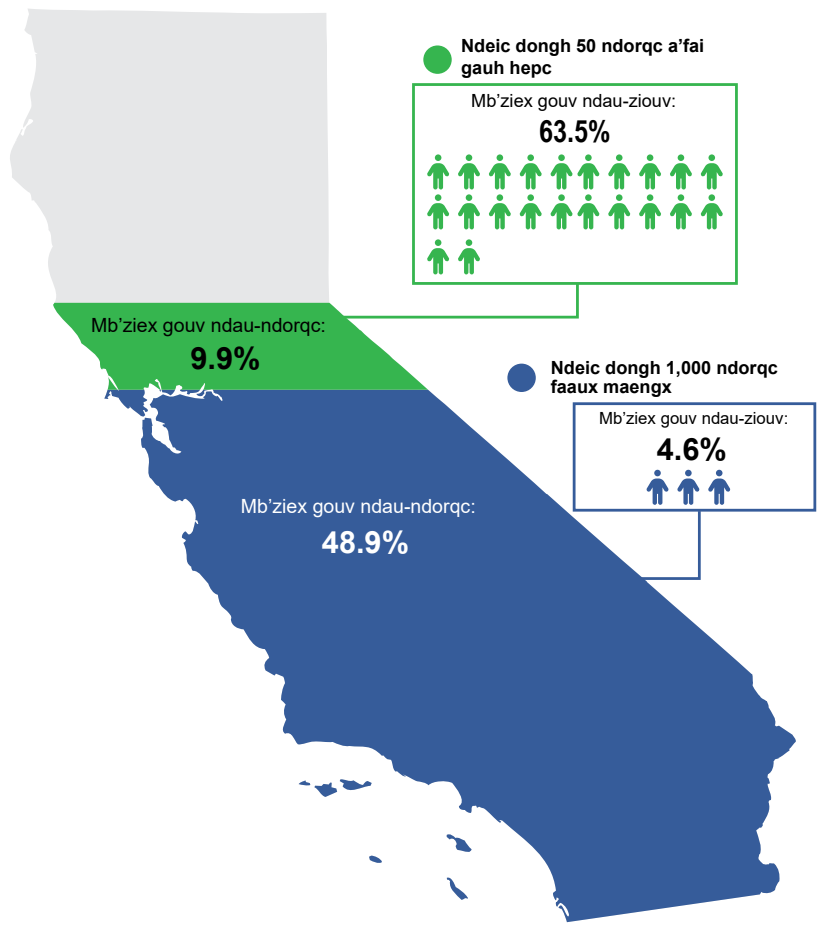 Ndeic dongh 50 ndorqc a’fai
gauh hepc
Mb’ziex gouv ndau-ziouv:
63.5%
Mb’ziex gouv ndau-ndorqc:
9.9%
Ndeic dongh 1,000 ndorqc
faaux maengx
Mb’ziex gouv ndau-ziouv:
4.6%
Mb’ziex gouv ndau-ndorqc:
48.9%